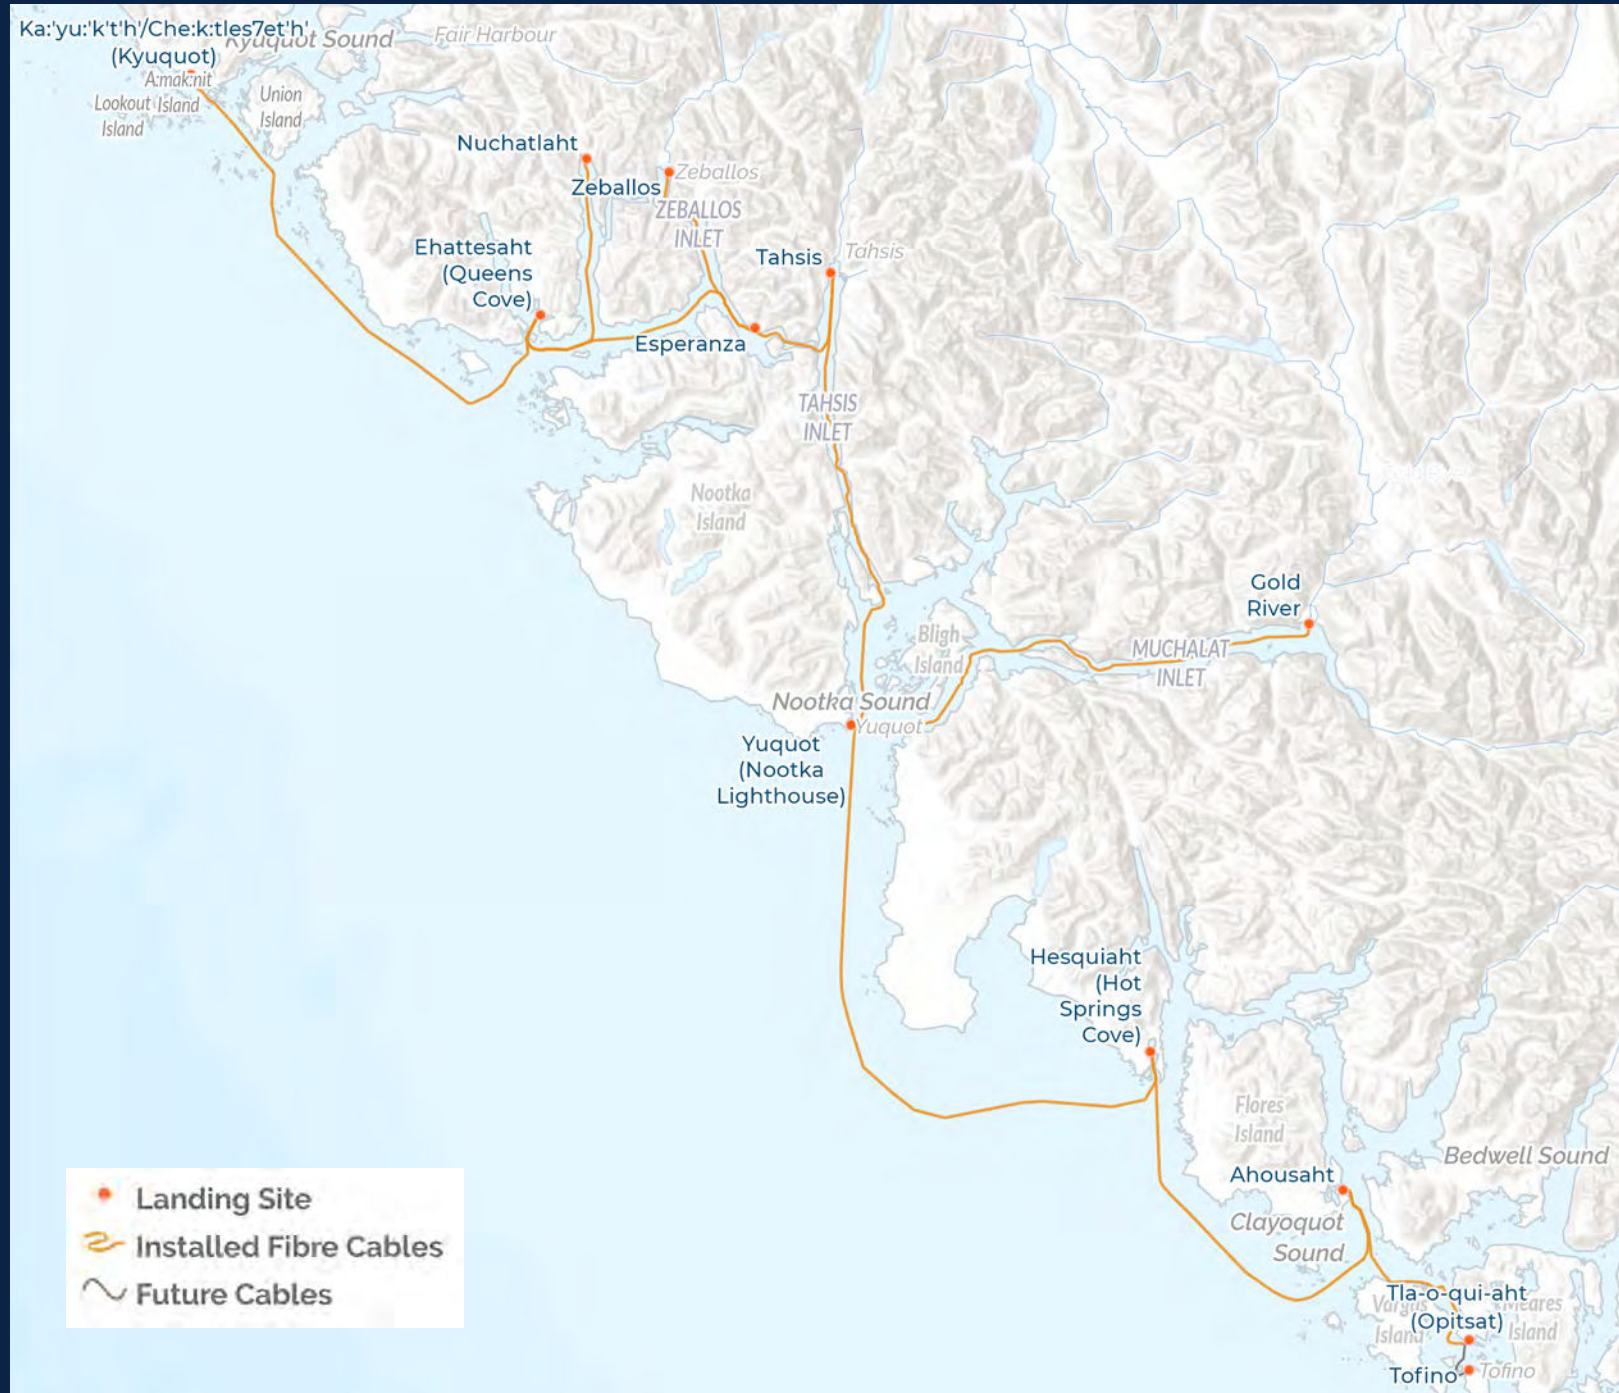 Ka:'yu:'k't'h'/Che:k:tles7et'h'
(Kyuquot)
Kyuquot Sound
Fair Harbour
A:mak:nit
Island
Lookout
Island
Union
Island
Nuchatlaht
Zeballos
Zeballos
ZEBALLOS
INLET
Ehattesaht
(Queens
Cove)
Tahsis
Tahsis
Esperanza
TAHSIS
INLET
Nootka
Island
Gold
River
Bligh
Island
MUCHALAT
INLET
Nootka Sound
Yuquot
Yuquot
(Nootka
Lighthouse)
Hesquiaht
(Hot
Springs
Cove)
Flores
Island
Bedwell Sound
Ahousaht
Clayoquot
Sound
Landing Site
Installed Fibre Cables
Future Cables
Tla-o-qui-aht
(Opitsat)
Vargas
Island
Meares
Island
Tofino
Tofino